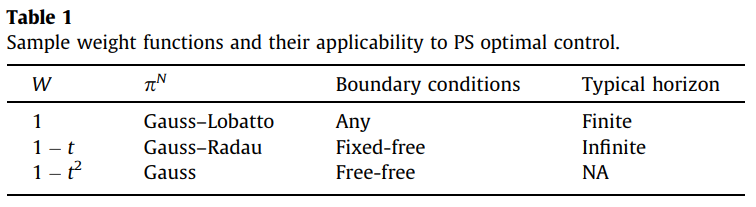 Table 1
Sample weight functions and their applicability to PS optimal control.
W π^N Boundary conditions Typical horizon
1 Gauss–Lobatto Any Finite
1 − t Gauss–Radau Fixed-free Infinite
1 − t² Gauss Free-free NA